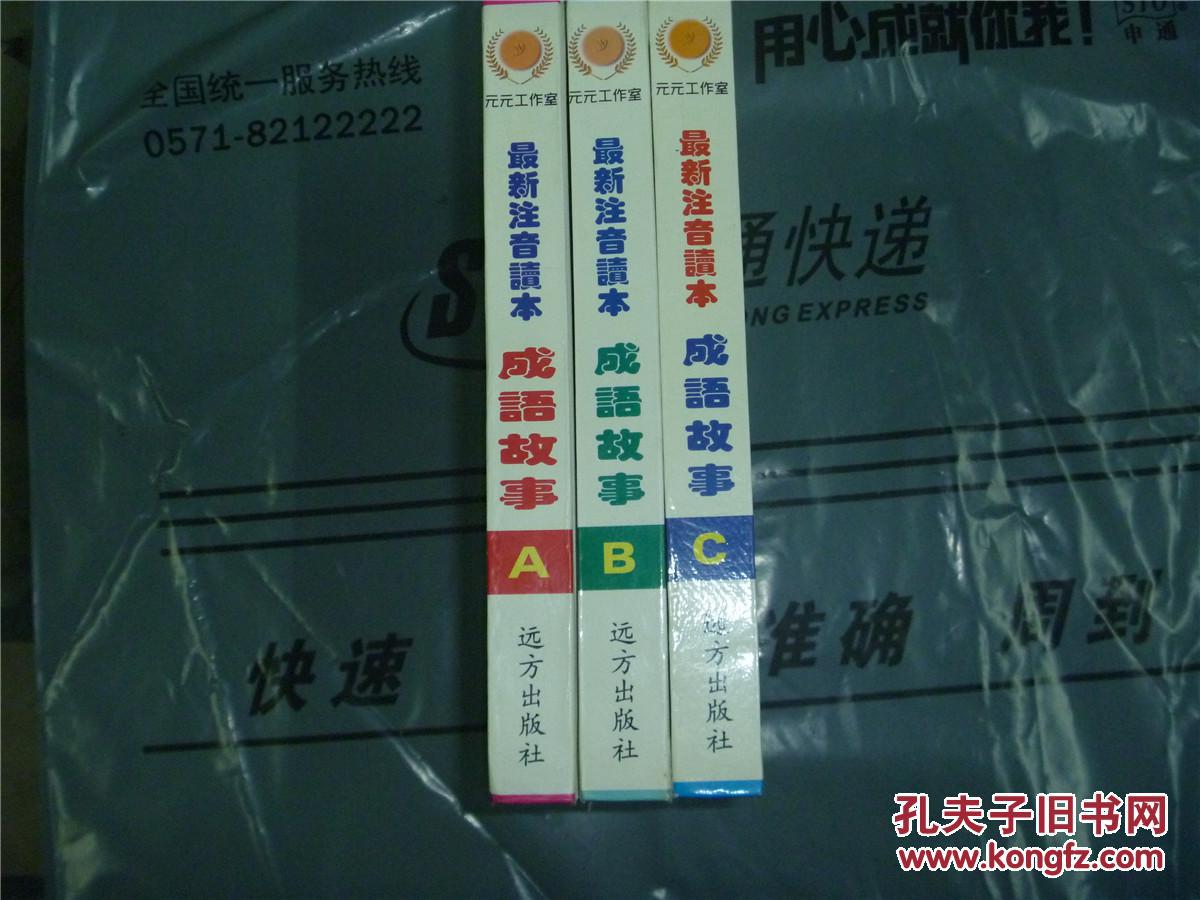 全国统一服务热线
0571-82122222
用心成就你我!
STO
申通
通快递
NG EXPRESS
快速
准确
周到
元元工作室
最新注音讀本
成語故事
A
远方出版社
元元工作室
最新注音讀本
成語故事
B
远方出版社
元元工作室
最新注音讀本
成語故事
C
远方出版社
孔夫子旧书网
www.kongfz.com